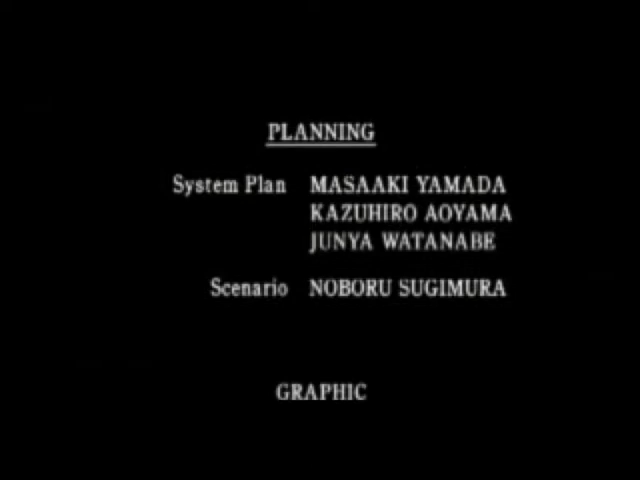 PLANNING
System Plan MASAAKI YAMADA
KAZUHIRO AOYAMA
JUNYA WATANABE
Scenario NOBORU SUGIMURA
GRAPHIC